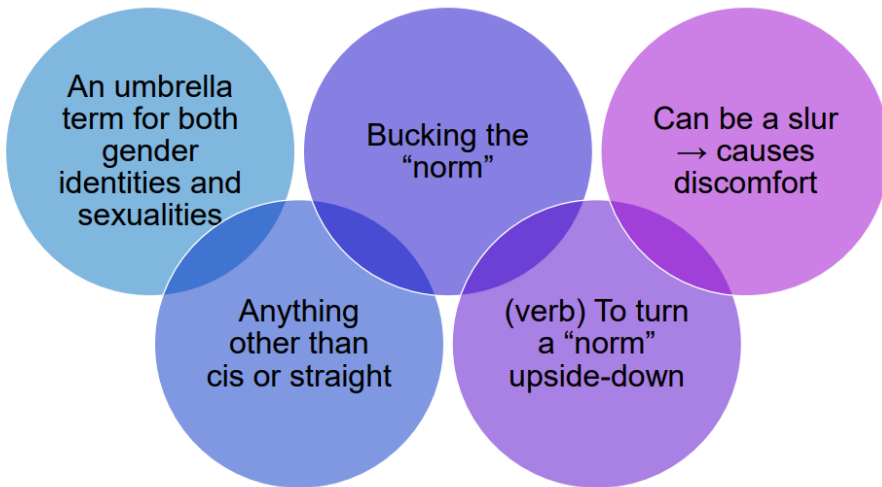 An umbrella
term for both
gender
identities and
sexualities
Bucking the
“norm”
Can be a slur
→ causes
discomfort
Anything
other than
cis or straight
(verb) To turn
a “norm”
upside-down